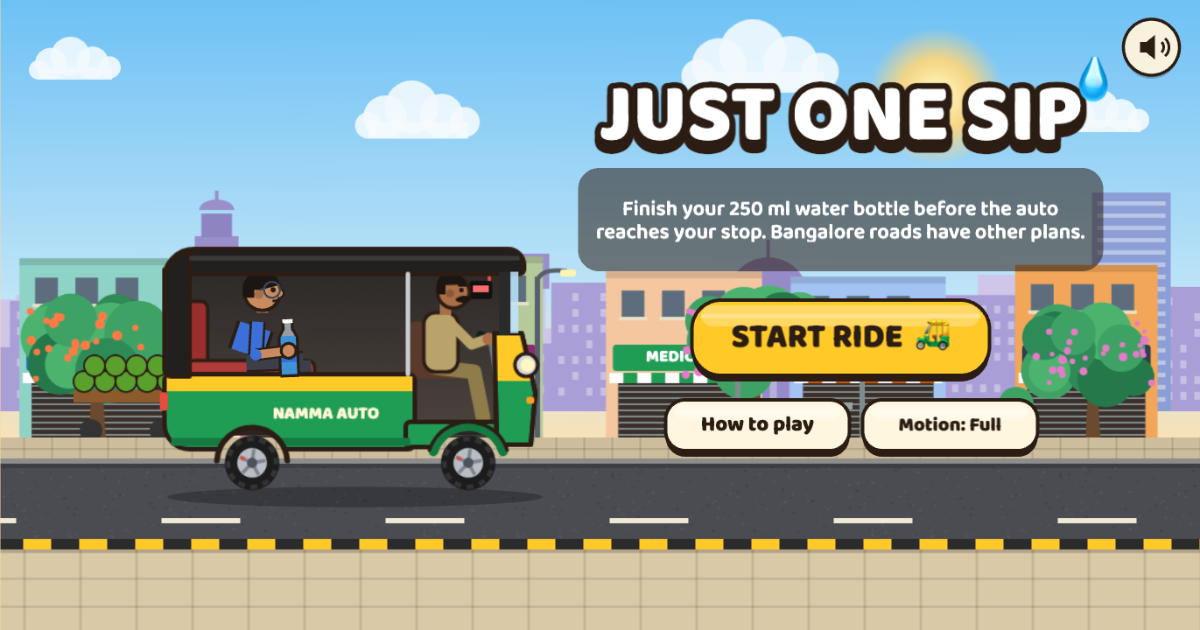 JUST ONE SIP
Finish your 250 ml water bottle before the auto
reaches your stop. Bangalore roads have other plans.
START RIDE
MEDIC
How to play
Motion: Full
NAMMA AUTO